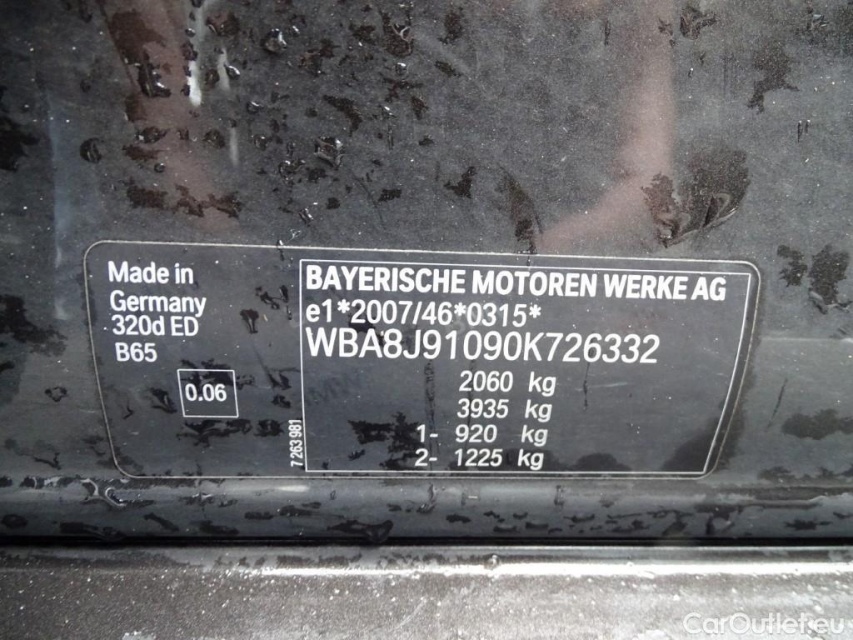 Made in
Germany
320d ED
B65
0.06
7 263 981
BAYERISCHE MOTOREN WERKE AG
e1*2007/46*0315*
WBA8J91090K726332
2060 kg
3935 kg
1- 920 kg
2- 1225 kg
CarOutlet.eu